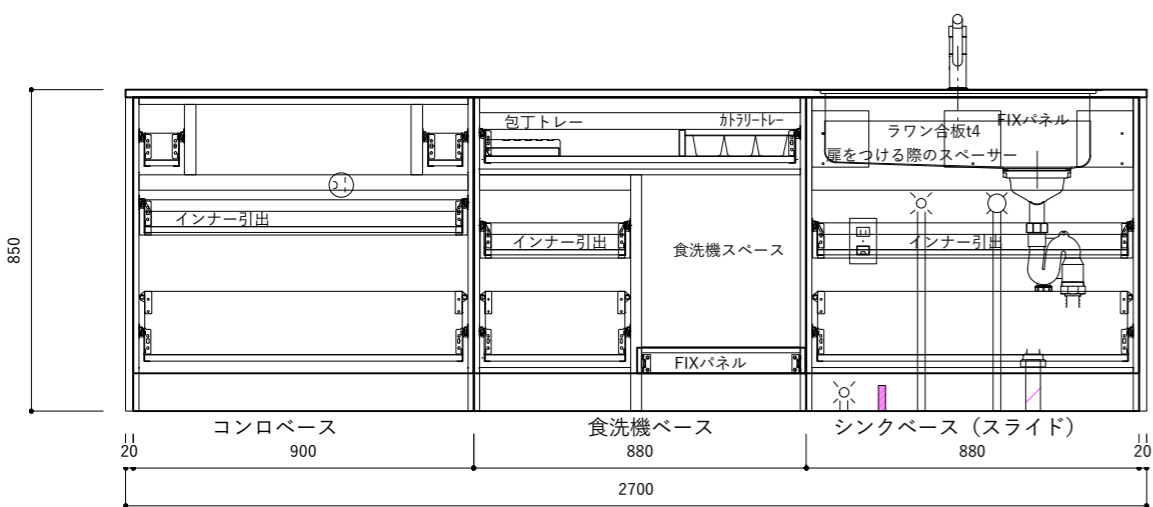 包丁トレー
カトラリートレー
FIXパネル
ラワン合板t4
扉をつける際のスペーサー
インナー引出
インナー引出
食洗機スペース
インナー引出
850
FIXパネル
コンロベース
食洗機ベース
シンクベース（スライド）
20
900
880
880
20
2700